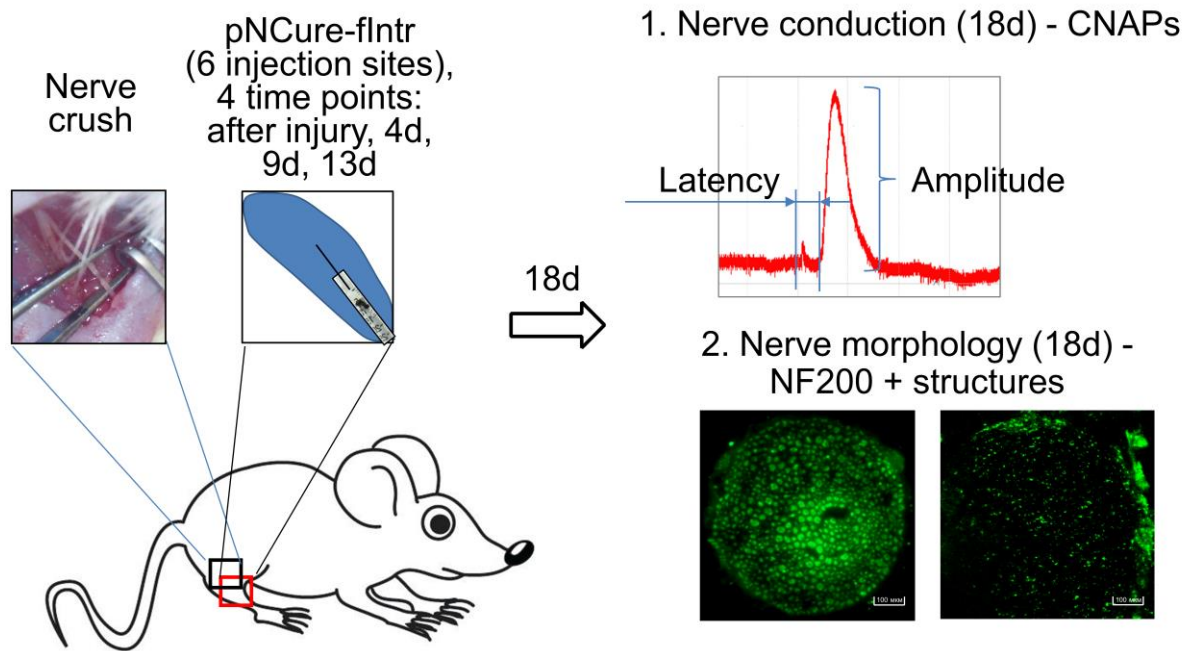 Nerve
crush
pNCure-fIntr
(6 injection sites),
4 time points:
after injury, 4d,
9d, 13d
18d
1. Nerve conduction (18d) - CNAPs
Latency
Amplitude
2. Nerve morphology (18d) -
NF200 + structures
100 мкм
100 мкм